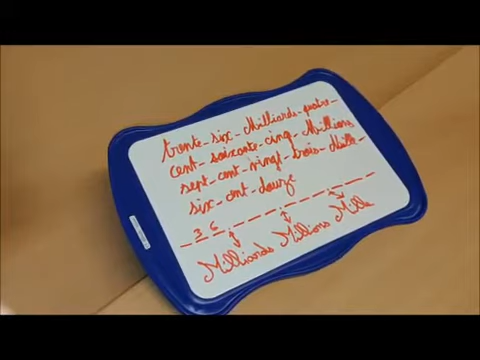 trente-six-Milliards-quatre-
cent-soixante-cinq-Millions
sept-cent-vingt-trois-Mille-
six-cent-douze
_ 3 6 . _ _ _ . _ _ _ . _ _ _
Milliards Millions Mille